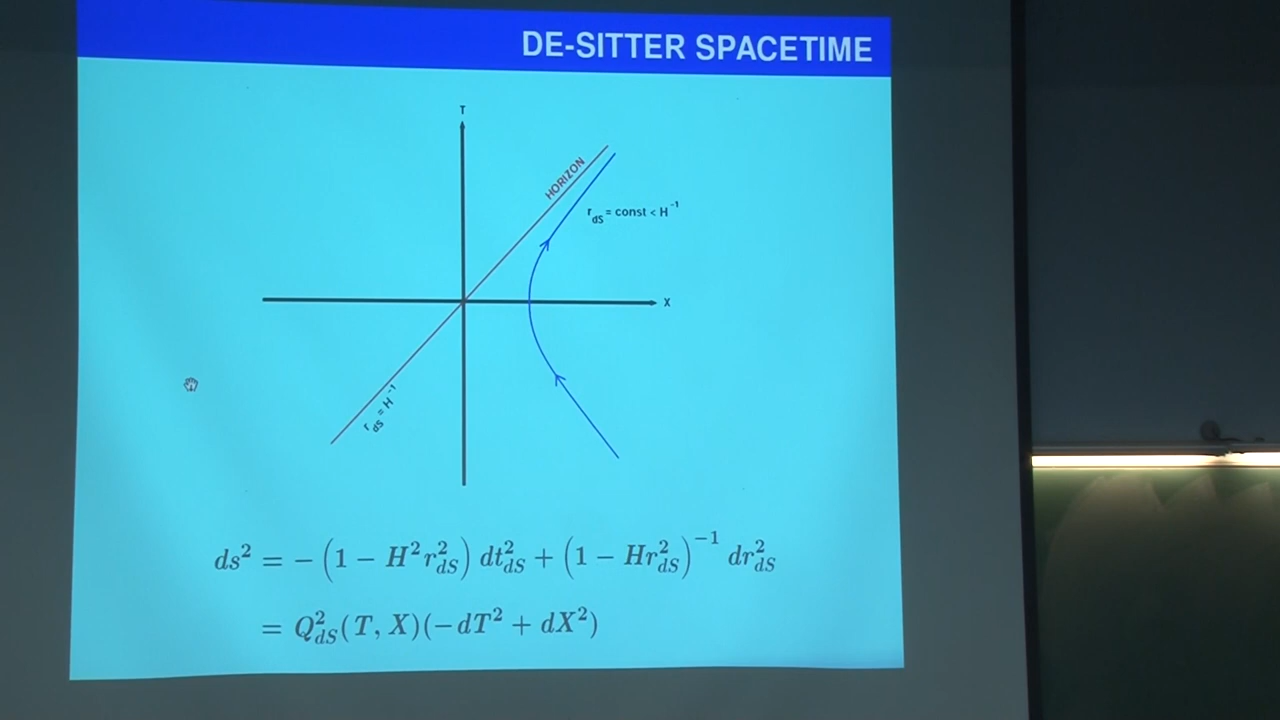 DE-SITTER SPACETIME
T
HORIZON
r_dS = const < H^-1
X
r_dS = H^-1
ds² = − (1 − H²r²_dS) dt²_dS + (1 − Hr²_dS)^−1 dr²_dS
= Q²_dS(T, X)(−dT² + dX²)